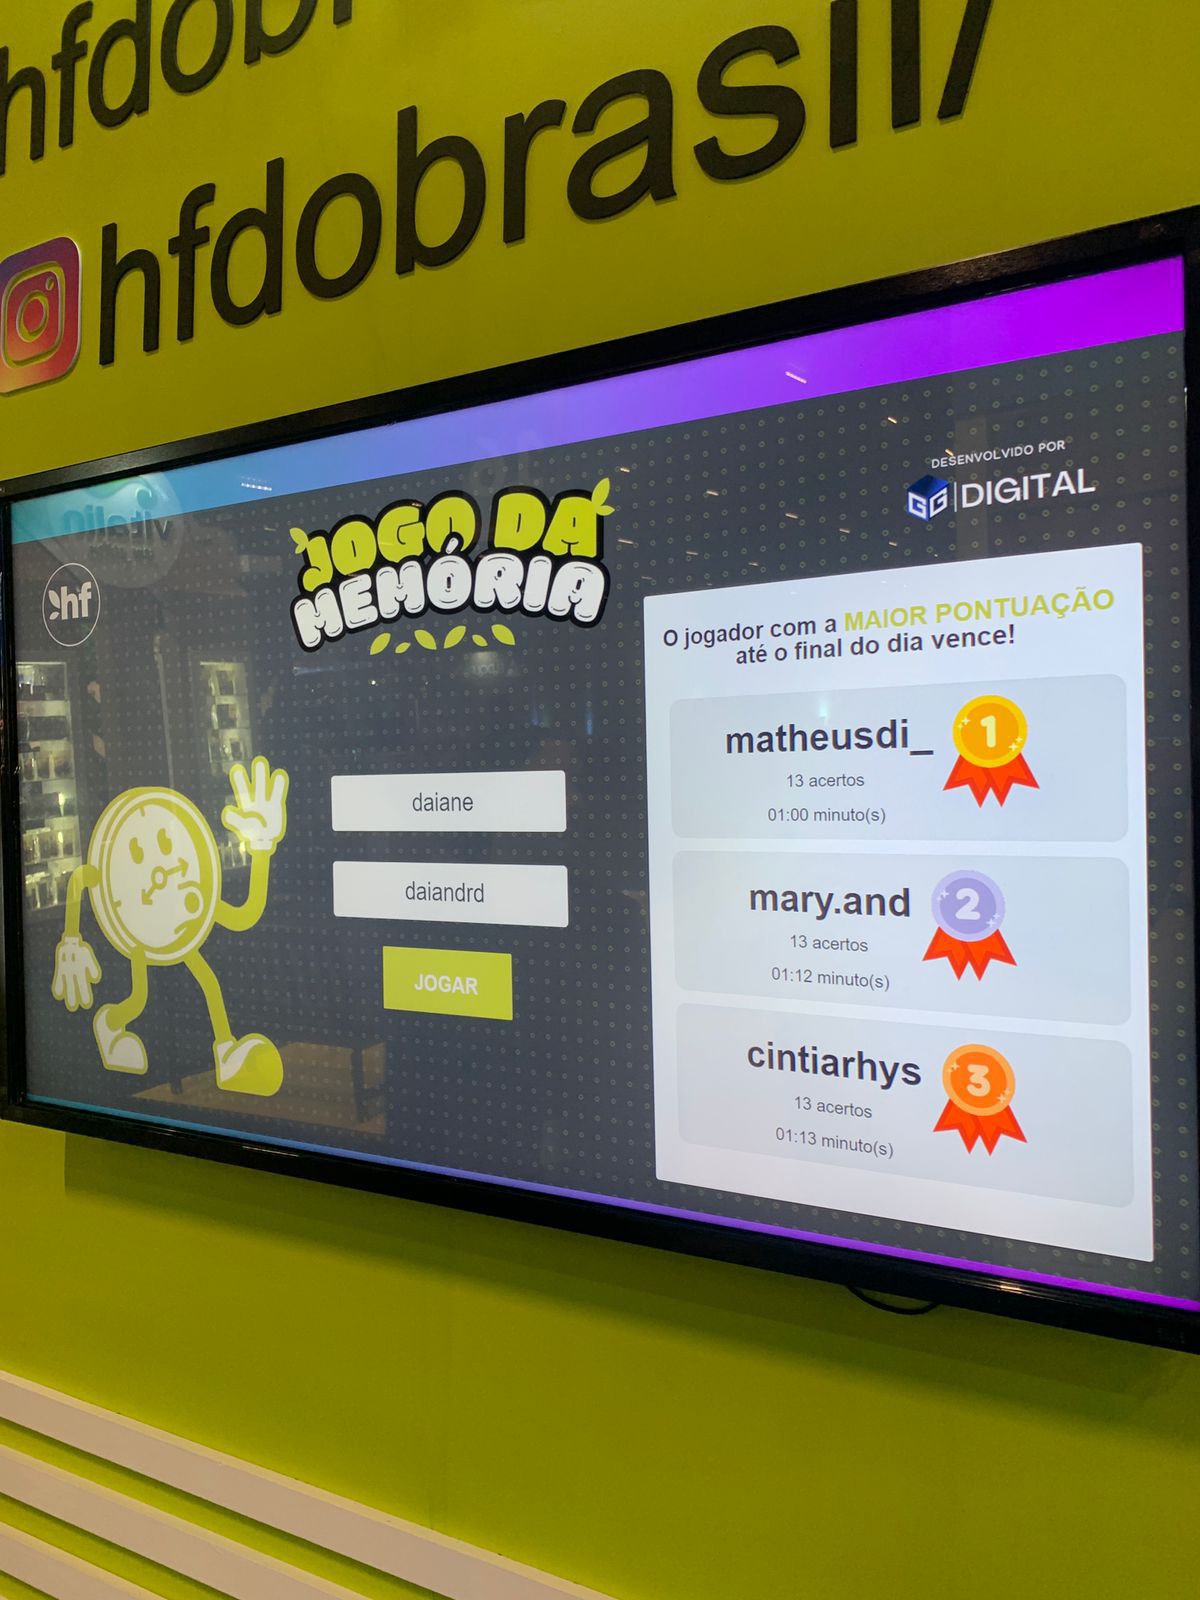 hfdob
hfdobrasil/
DESENVOLVIDO POR
GG|DIGITAL
JOGO DA
MEMÓRIA
hf
O jogador com a MAIOR PONTUAÇÃO
até o final do dia vence!
daiane
daiandrd
JOGAR
matheusdi_
1
13 acertos
01:00 minuto(s)
mary.and
2
13 acertos
01:12 minuto(s)
cintiarhys
3
13 acertos
01:13 minuto(s)